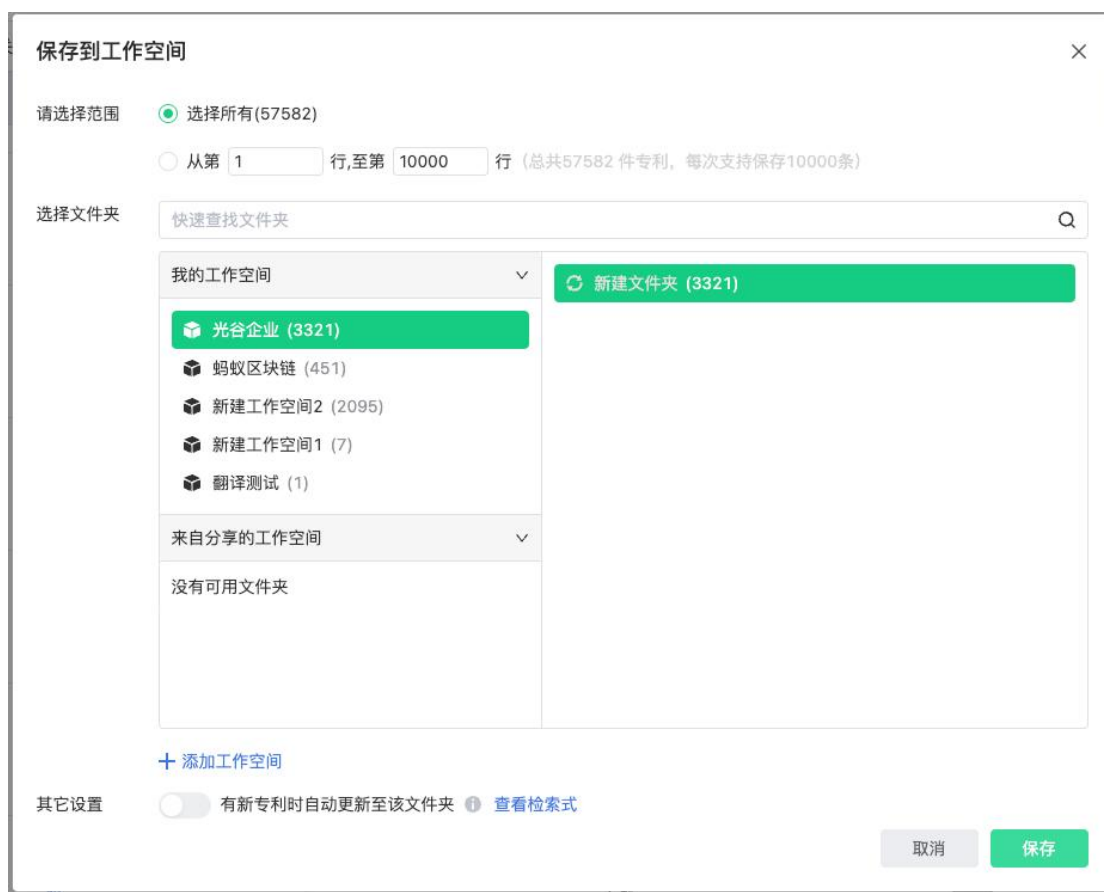 保存到工作空间
请选择范围 选择所有(57582)
从第 1 行,至第 10000 行 (总共57582 件专利，每次支持保存10000条)
选择文件夹 快速查找文件夹
我的工作空间 新建文件夹 (3321)
光谷企业 (3321)
蚂蚁区块链 (451)
新建工作空间2 (2095)
新建工作空间1 (7)
翻译测试 (1)
来自分享的工作空间
没有可用文件夹
添加工作空间
其它设置 有新专利时自动更新至该文件夹 查看检索式
取消 保存